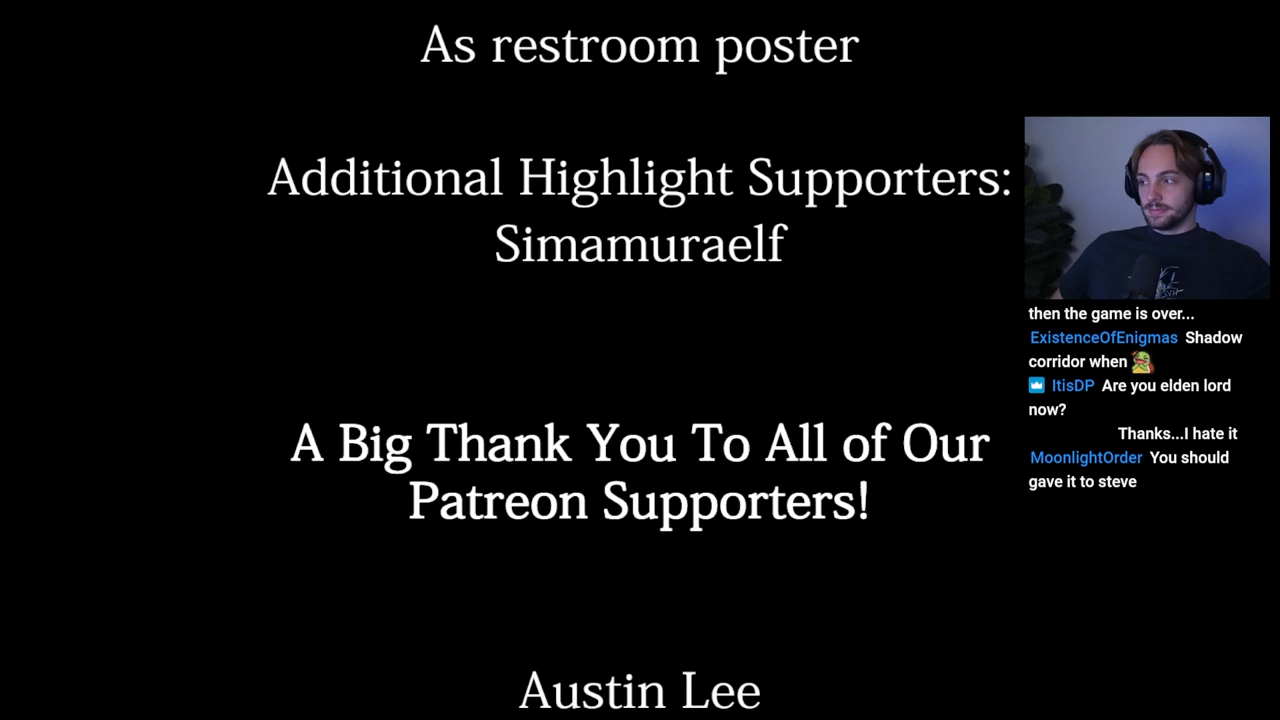 As restroom poster
Additional Highlight Supporters:
Simamuraelf
A Big Thank You To All of Our
Patreon Supporters!
Austin Lee
then the game is over...
ExistenceOfEnigmas Shadow
corridor when
ItisDP Are you elden lord
now?
Thanks...I hate it
MoonlightOrder You should
gave it to steve